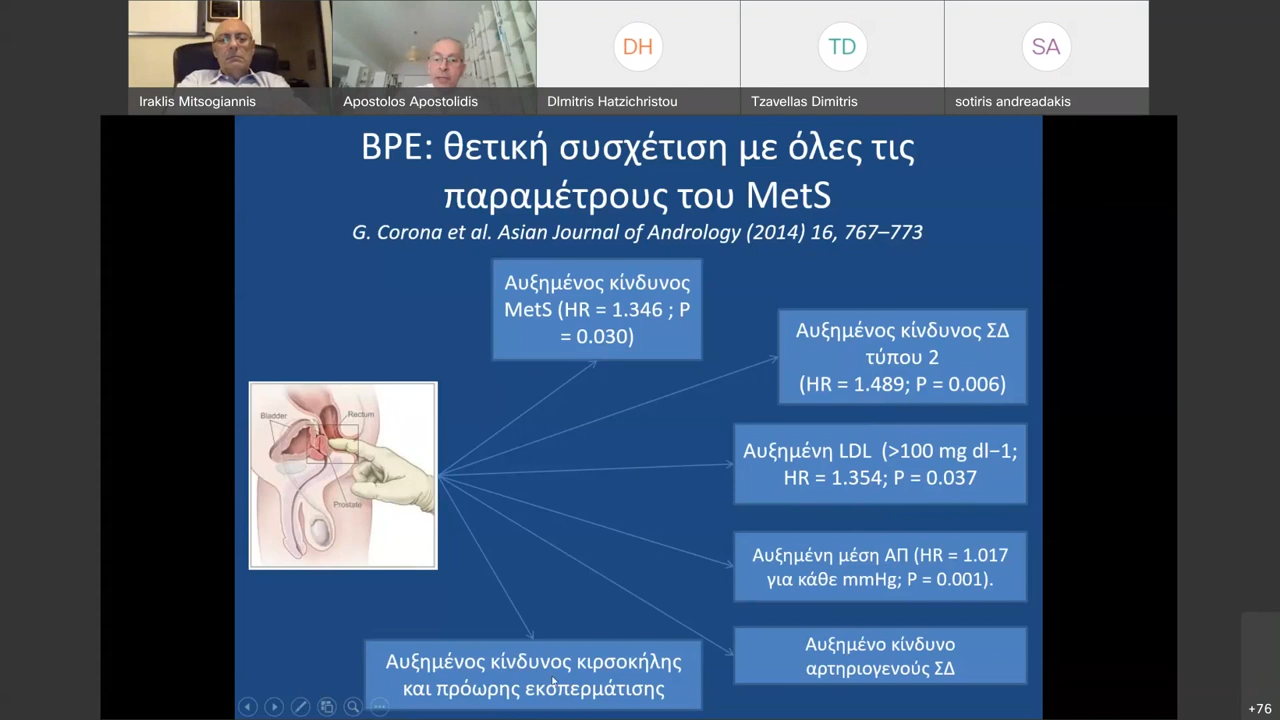 DH
TD
SA
Iraklis Mitsogiannis
Apostolos Apostolidis
DImitris Hatzichristou
Tzavellas Dimitris
sotiris andreadakis
BPE: θετική συσχέτιση με όλες τις
παραμέτρους του MetS
G. Corona et al. Asian Journal of Andrology (2014) 16, 767–773
Αυξημένος κίνδυνος
MetS (HR = 1.346 ; P
= 0.030)
Αυξημένος κίνδυνος ΣΔ
τύπου 2
(HR = 1.489; P = 0.006)
Bladder
Rectum
Prostate
Αυξημένη LDL (>100 mg dl−1;
HR = 1.354; P = 0.037
Αυξημένη μέση ΑΠ (HR = 1.017
για κάθε mmHg; P = 0.001).
Αυξημένο κίνδυνο
αρτηριογενούς ΣΔ
Αυξημένος κίνδυνος κιρσοκήλης
και πρόωρης εκσπερμάτισης
+76